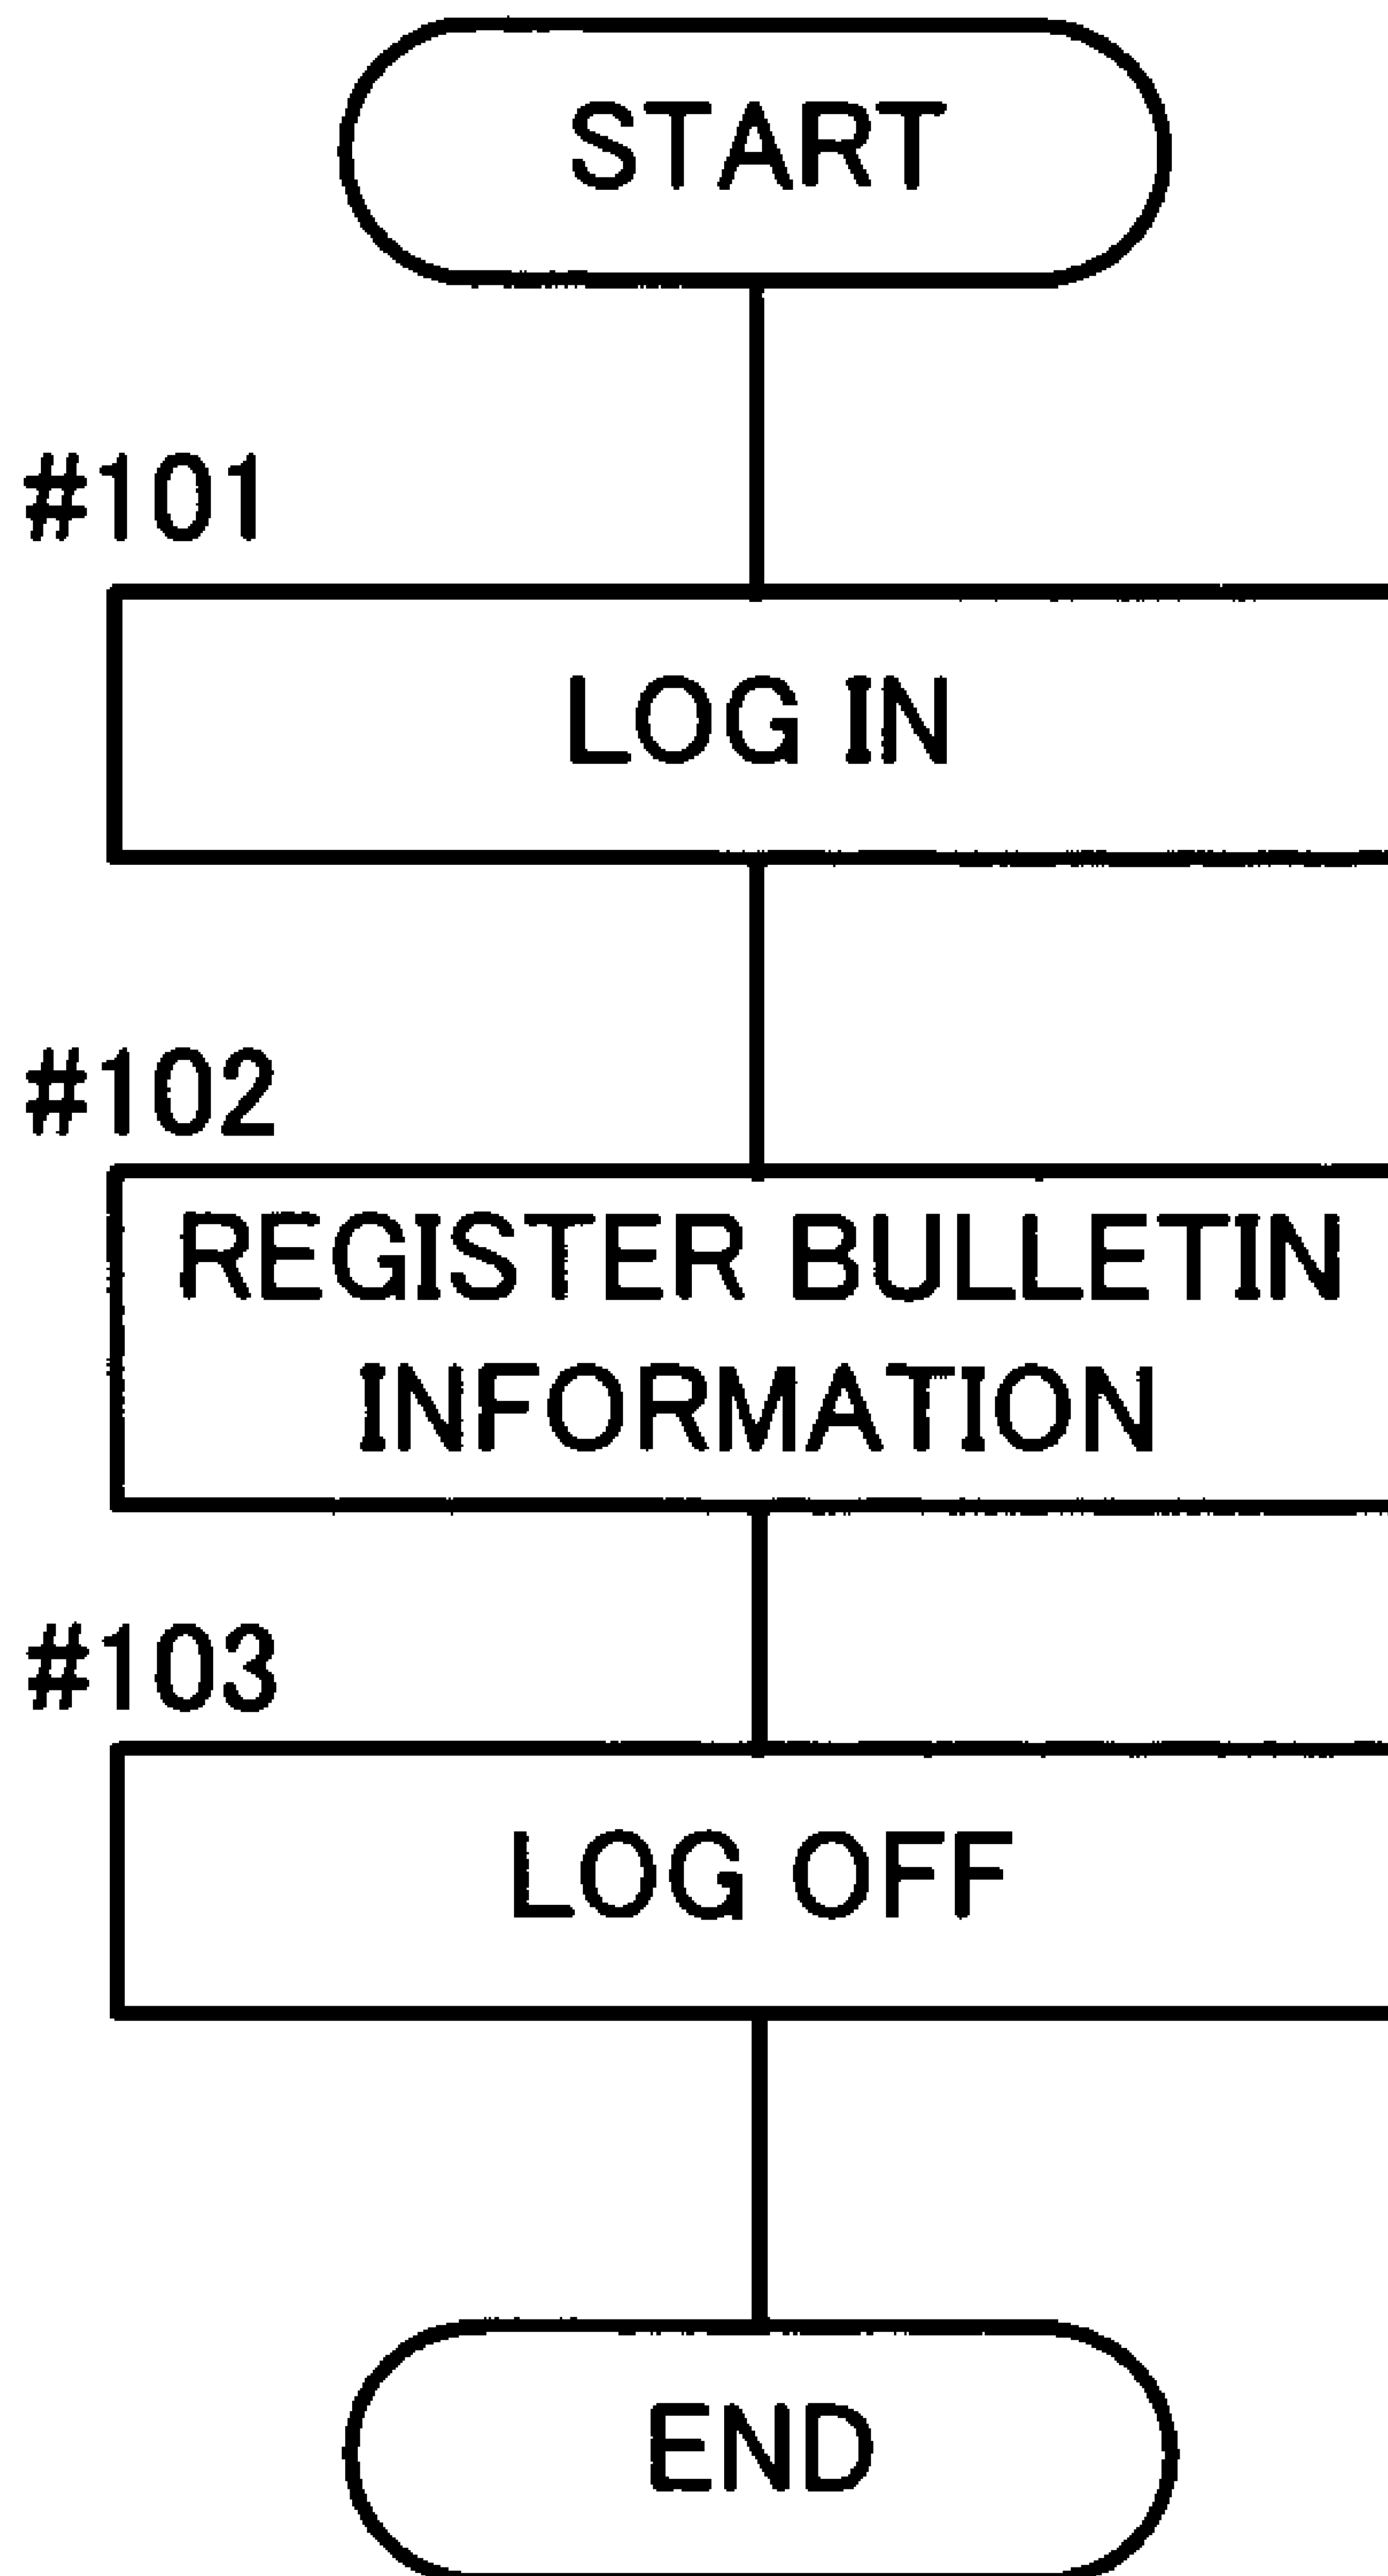 START
#101
LOG IN
#102
REGISTER BULLETIN
INFORMATION
#103
LOG OFF
END